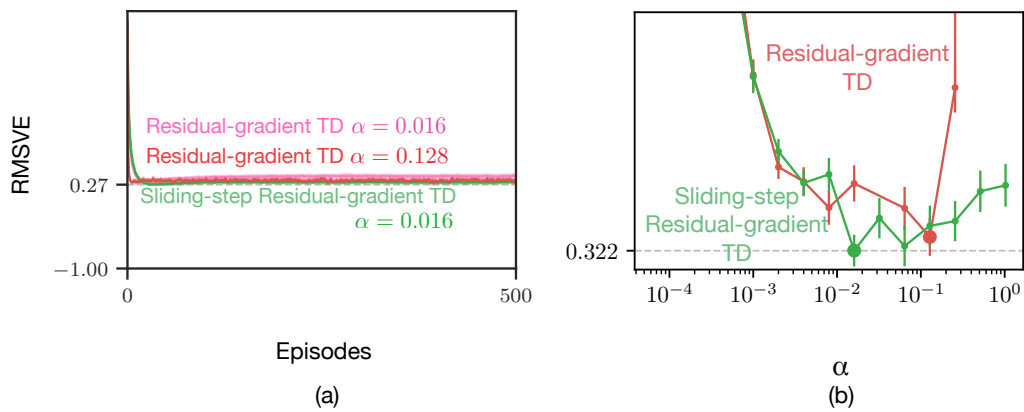 RMSVE
0.27
−1.00
Residual-gradient TD α = 0.016
Residual-gradient TD α = 0.128
Sliding-step Residual-gradient TD
α = 0.016
0
500
Episodes
(a)
Residual-gradient
TD
Sliding-step
Residual-gradient
TD
0.322
10⁻⁴
10⁻³
10⁻²
10⁻¹
10⁰
α
(b)